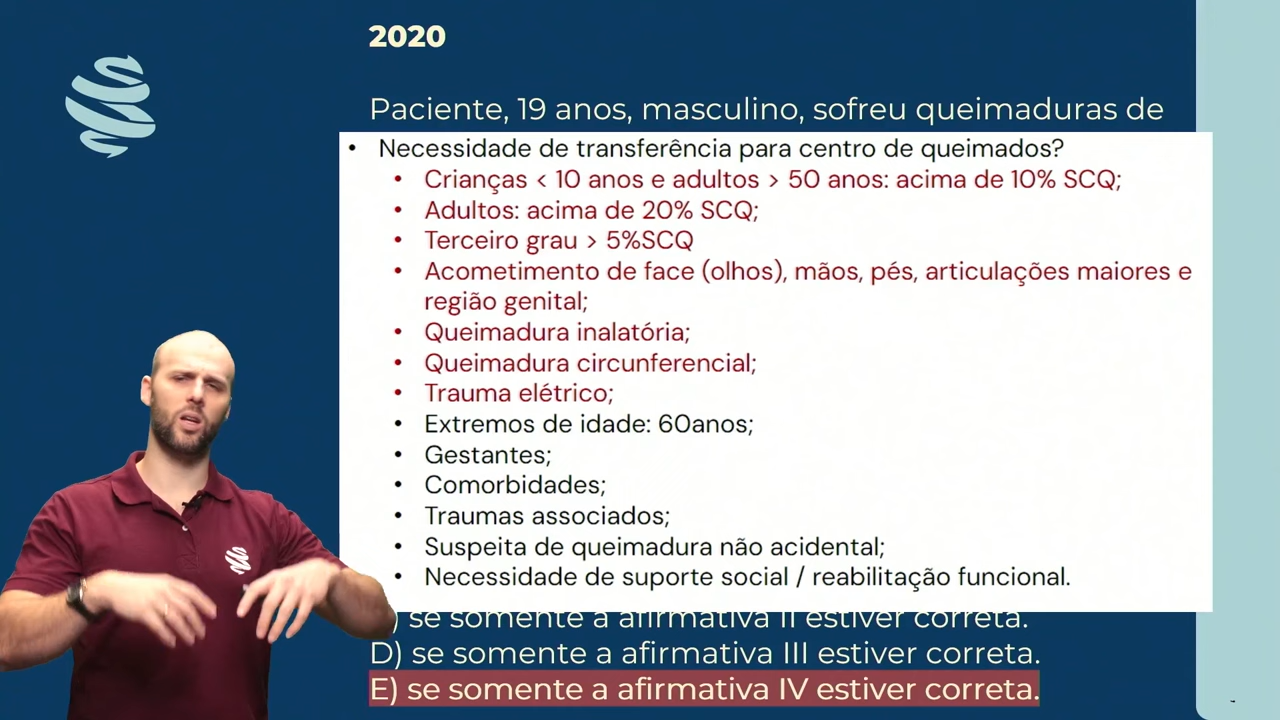 2020
Paciente, 19 anos, masculino, sofreu queimaduras de
• Necessidade de transferência para centro de queimados?
• Crianças < 10 anos e adultos > 50 anos: acima de 10% SCQ;
• Adultos: acima de 20% SCQ;
• Terceiro grau > 5%SCQ
• Acometimento de face (olhos), mãos, pés, articulações maiores e
região genital;
• Queimadura inalatória;
• Queimadura circunferencial;
• Trauma elétrico;
• Extremos de idade: 60anos;
• Gestantes;
• Comorbidades;
• Traumas associados;
• Suspeita de queimadura não acidental;
• Necessidade de suporte social / reabilitação funcional.
) se somente a afirmativa II estiver correta.
D) se somente a afirmativa III estiver correta.
E) se somente a afirmativa IV estiver correta.